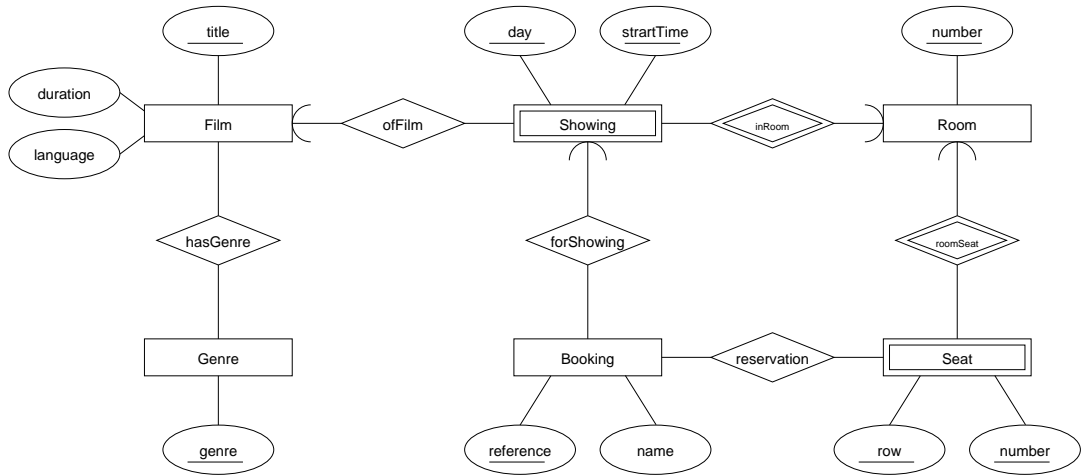 title
day
strartTime
number
duration
language
Film
ofFilm
Showing
inRoom
Room
hasGenre
forShowing
roomSeat
Genre
Booking
reservation
Seat
genre
reference
name
row
number